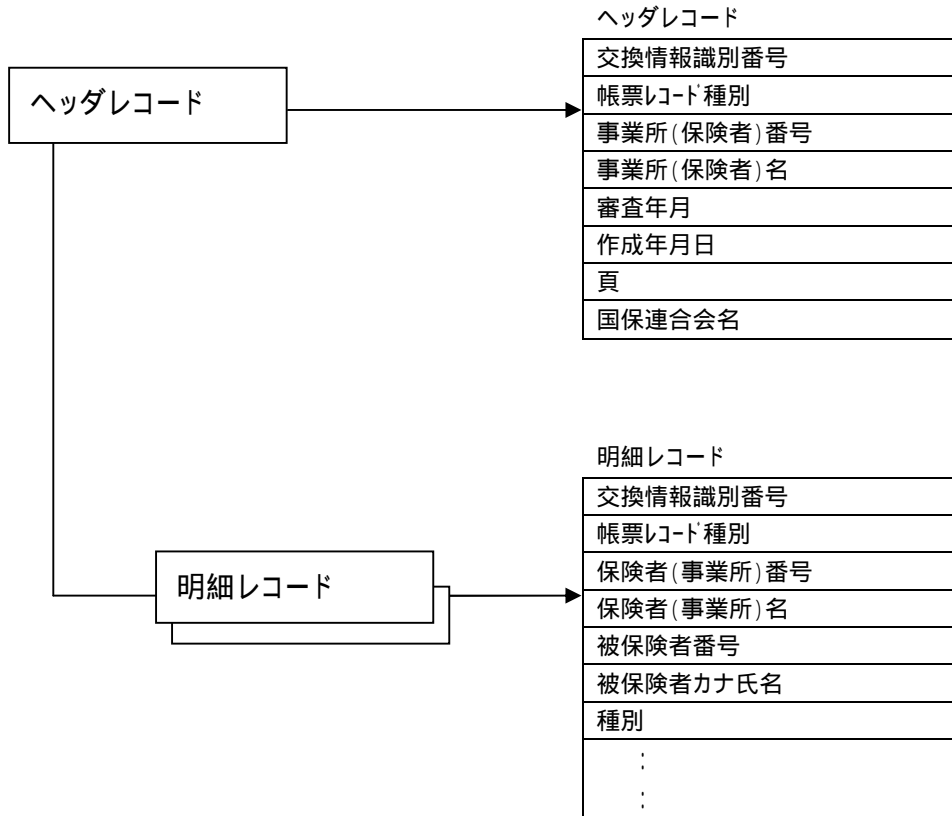 ヘッダレコード
ヘッダレコード
交換情報識別番号
帳票ﾚｺｰﾄﾞ種別
事業所(保険者)番号
事業所(保険者)名
審査年月
作成年月日
頁
国保連合会名
明細レコード
明細レコード
交換情報識別番号
帳票ﾚｺｰﾄﾞ種別
保険者(事業所)番号
保険者(事業所)名
被保険者番号
被保険者カナ氏名
種別
:
: